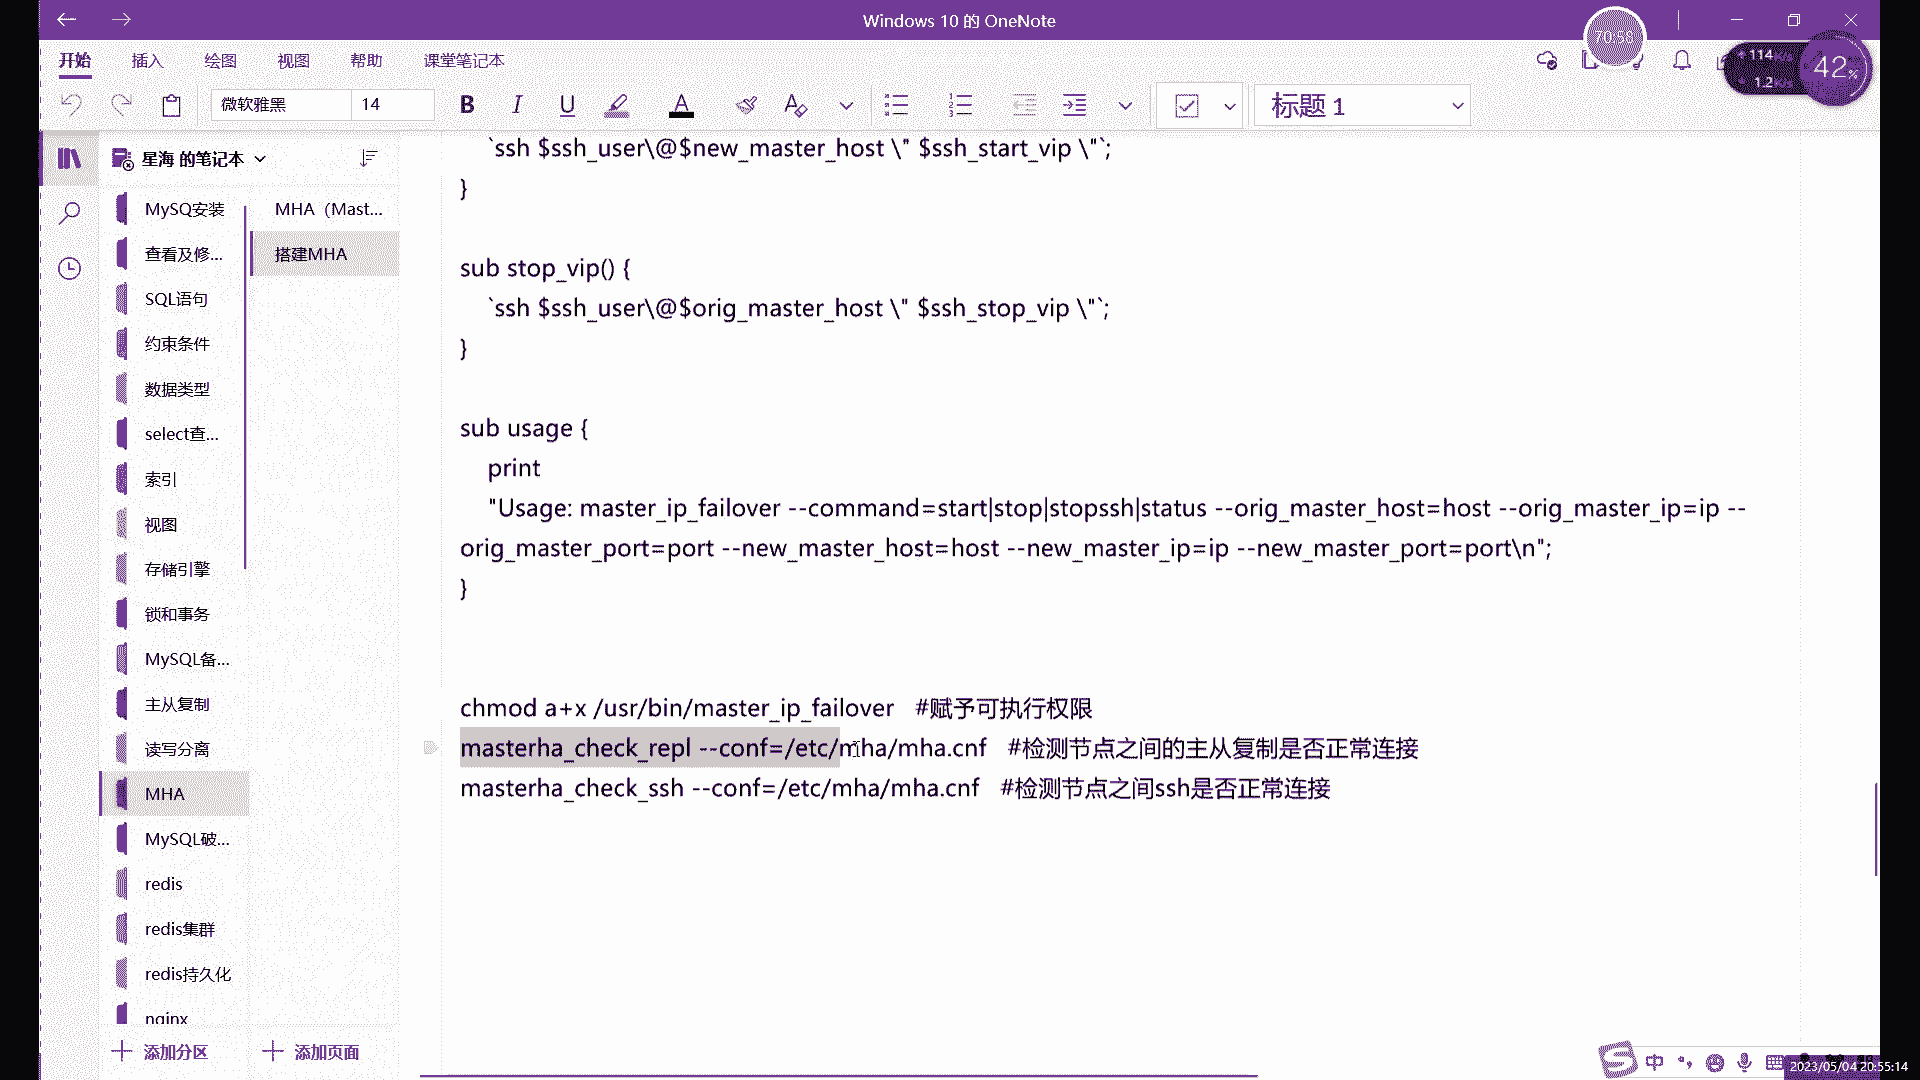 Windows 10 的 OneNote
70:58
开始
插入
绘图
视图
帮助
课堂笔记本
114
1.2
42%
微软雅黑
14
B I U A
标题 1
星海 的笔记本
MySQ安装
查看及修...
SQL语句
约束条件
数据类型
select查...
索引
视图
存储引擎
锁和事务
MySQL备...
主从复制
读写分离
MHA
MySQL破...
redis
redis集群
redis持久化
nginx
添加分区
MHA（Mast...
搭建MHA
添加页面
`ssh $ssh_user\@$new_master_host \" $ssh_start_vip \"`;
}
sub stop_vip() {
`ssh $ssh_user\@$orig_master_host \" $ssh_stop_vip \"`;
}
sub usage {
print
"Usage: master_ip_failover --command=start|stop|stopssh|status --orig_master_host=host --orig_master_ip=ip --
orig_master_port=port --new_master_host=host --new_master_ip=ip --new_master_port=port\n";
}
chmod a+x /usr/bin/master_ip_failover #赋予可执行权限
masterha_check_repl --conf=/etc/mha/mha.cnf #检测节点之间的主从复制是否正常连接
masterha_check_ssh --conf=/etc/mha/mha.cnf #检测节点之间ssh是否正常连接
中
2023/05/04 20:55:14